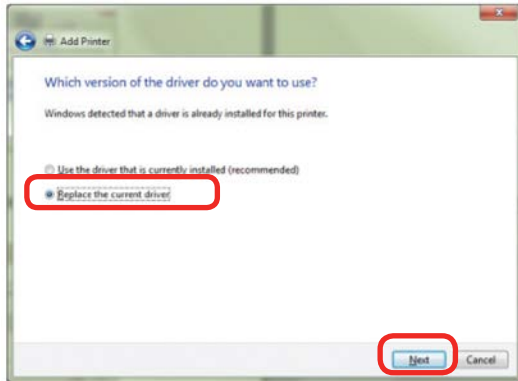 Add Printer
Which version of the driver do you want to use?
Windows detected that a driver is already installed for this printer.
Use the driver that is currently installed (recommended)
Replace the current driver
Next
Cancel